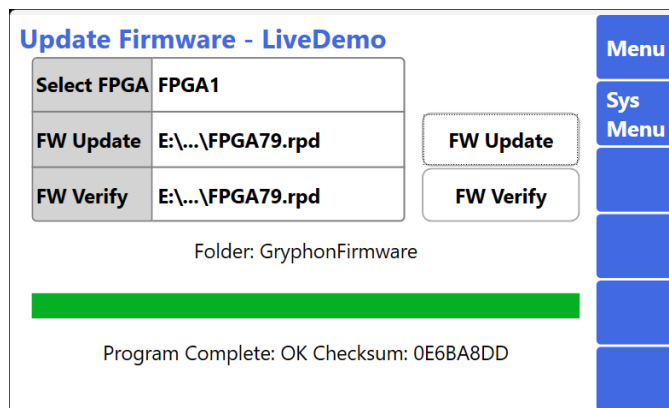 Update Firmware - LiveDemo
Menu
Sys
Menu
Select FPGA FPGA1
FW Update E:\...\FPGA79.rpd FW Update
FW Verify E:\...\FPGA79.rpd FW Verify
Folder: GryphonFirmware
Program Complete: OK Checksum: 0E6BA8DD